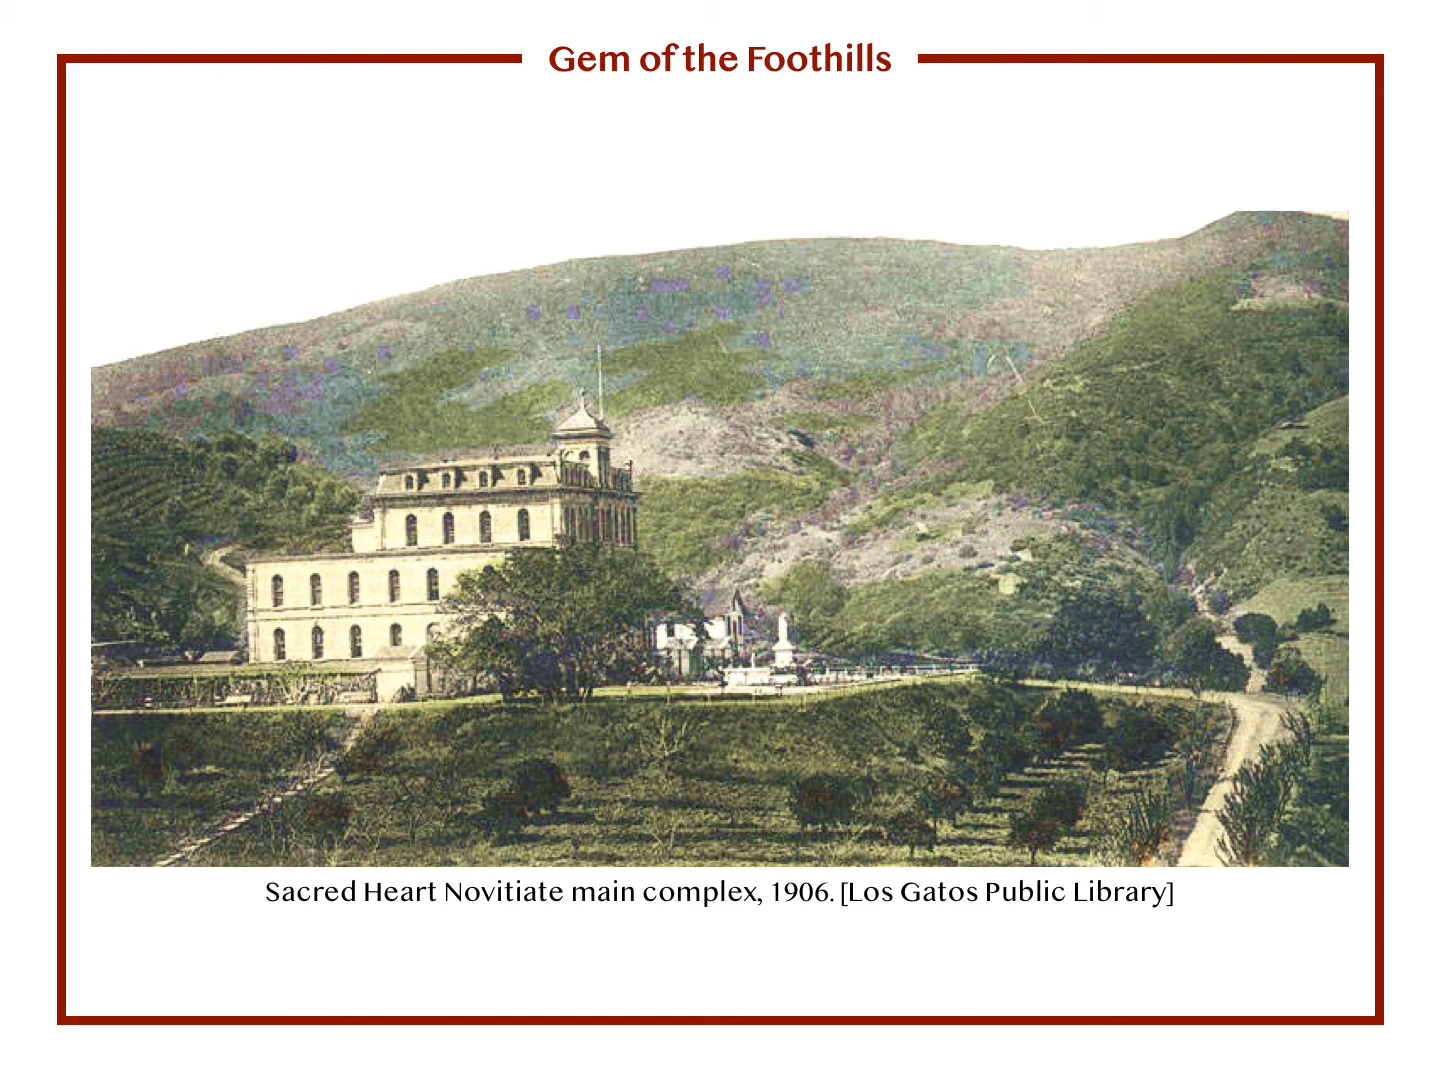 Gem of the Foothills
Sacred Heart Novitiate main complex, 1906. [Los Gatos Public Library]